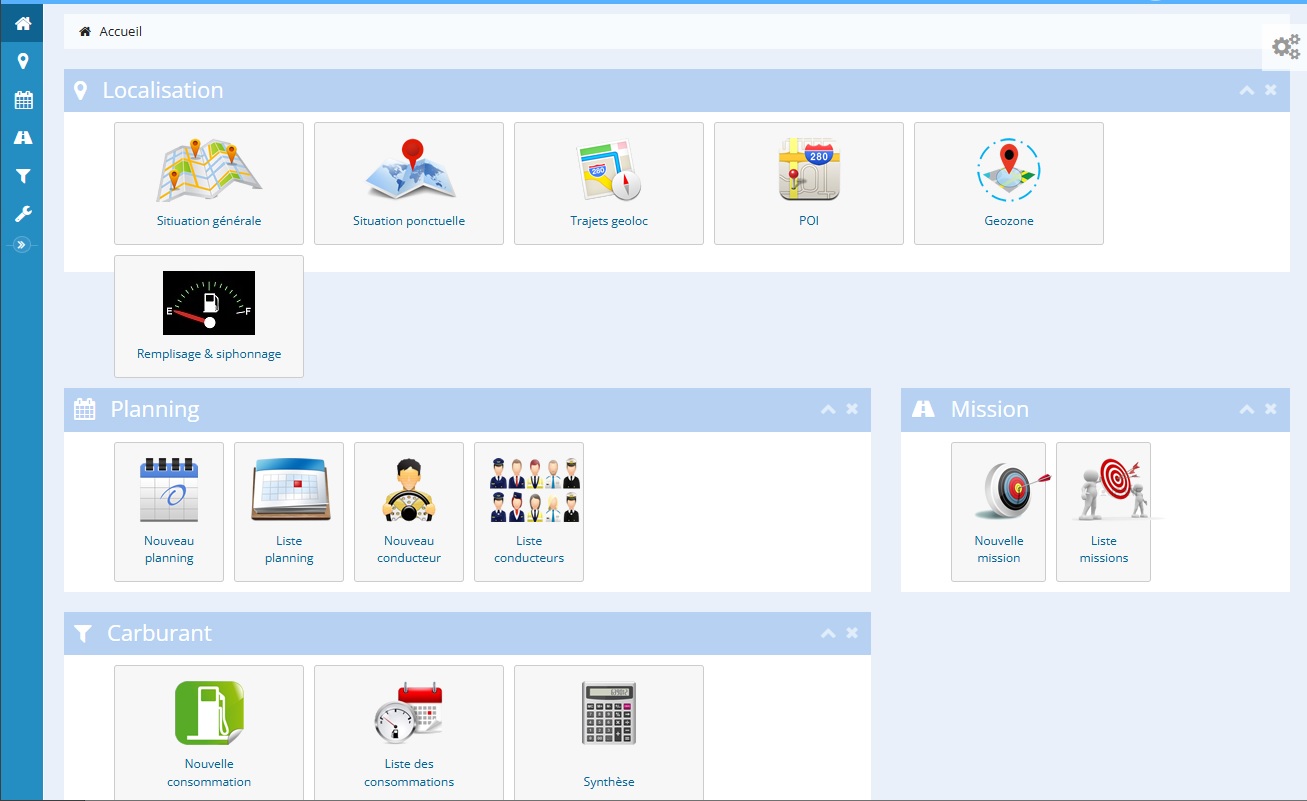 Accueil
Localisation
280
280
Sitiuation générale
Situation ponctuelle
Trajets geoloc
POI
Geozone
E
F
Remplisage & siphonnage
Planning
Mission
Nouveau
planning
Liste
planning
Nouveau
conducteur
Liste
conducteurs
Nouvelle
mission
Liste
missions
Carburant
Nouvelle
consommation
Liste des
consommations
Synthèse